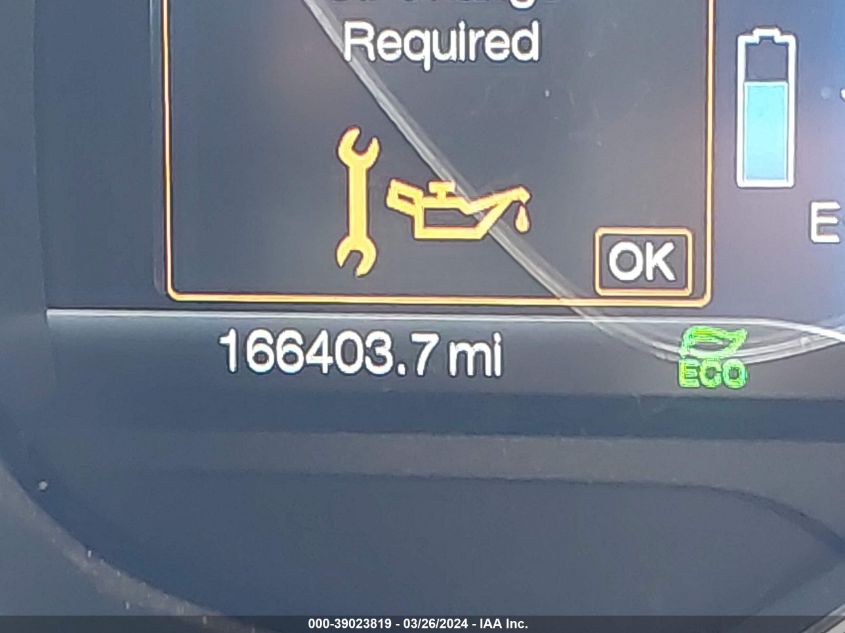 Required
OK
E
166403.7 mi
ECO
000-39023819 - 03/26/2024 - IAA Inc.